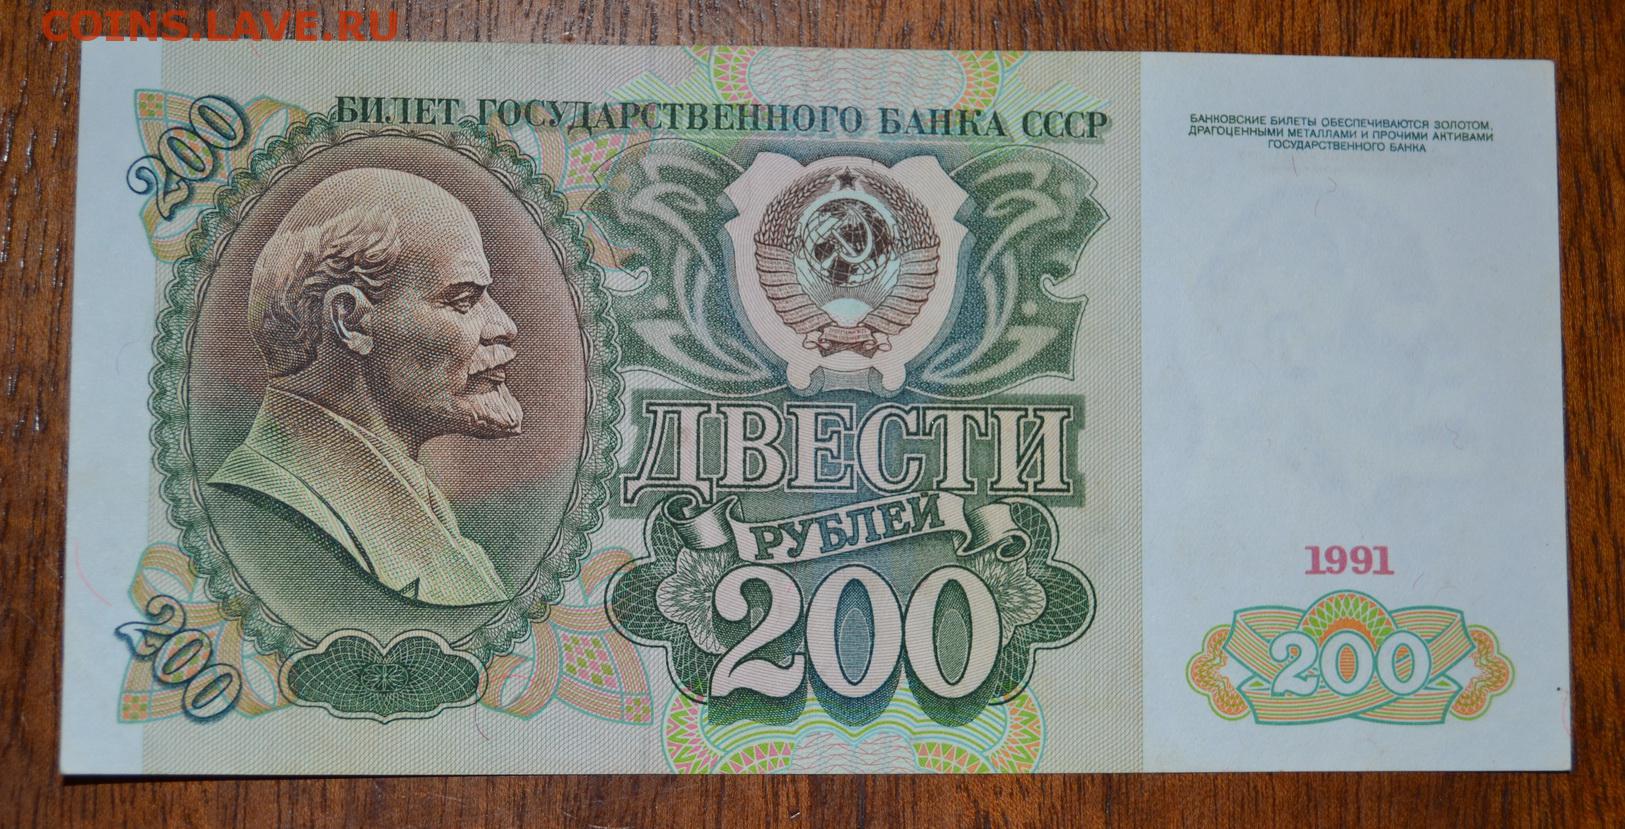 COINS.LAVE.RU
БИЛЕТ ГОСУДАРСТВЕННОГО БАНКА СССР
200
БАНКОВСКИЕ БИЛЕТЫ ОБЕСПЕЧИВАЮТСЯ ЗОЛОТОМ,
ДРАГОЦЕННЫМИ МЕТАЛЛАМИ И ПРОЧИМИ АКТИВАМИ
ГОСУДАРСТВЕННОГО БАНКА
ДВЕСТИ
РУБЛЕЙ
200
1991
200
200